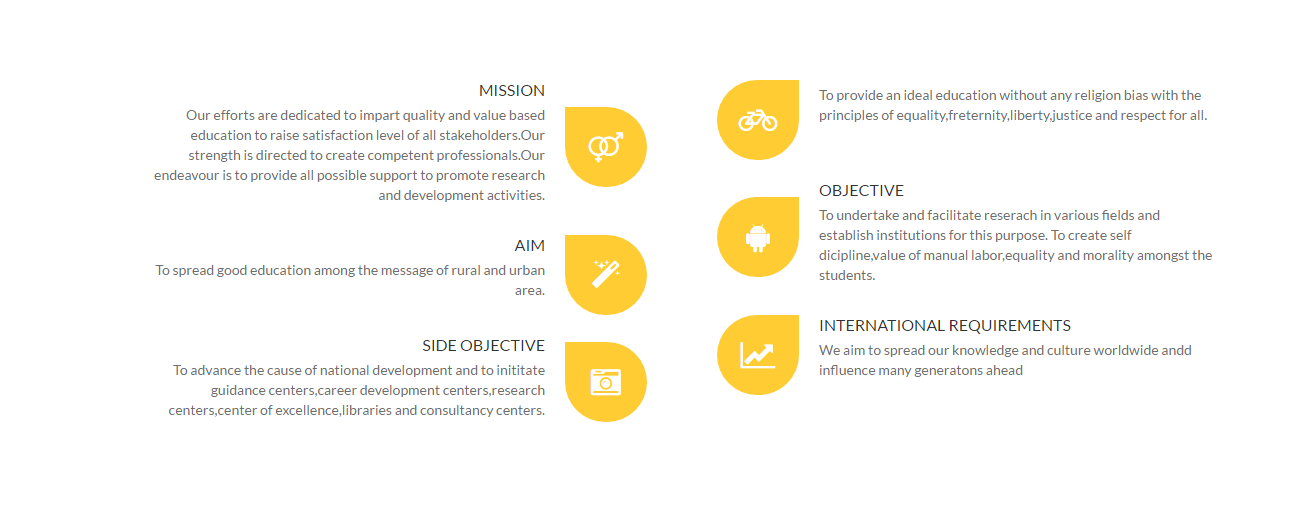 MISSION
Our efforts are dedicated to impart quality and value based
education to raise satisfaction level of all stakeholders.Our
strength is directed to create competent professionals.Our
endeavour is to provide all possible support to promote research
and development activities.
AIM
To spread good education among the message of rural and urban
area.
SIDE OBJECTIVE
To advance the cause of national development and to inititate
guidance centers,career development centers,research
centers,center of excellence,libraries and consultancy centers.
To provide an ideal education without any religion bias with the
principles of equality,freternity,liberty,justice and respect for all.
OBJECTIVE
To undertake and facilitate reserach in various fields and
establish institutions for this purpose. To create self
dicipline,value of manual labor,equality and morality amongst the
students.
INTERNATIONAL REQUIREMENTS
We aim to spread our knowledge and culture worldwide andd
influence many generatons ahead